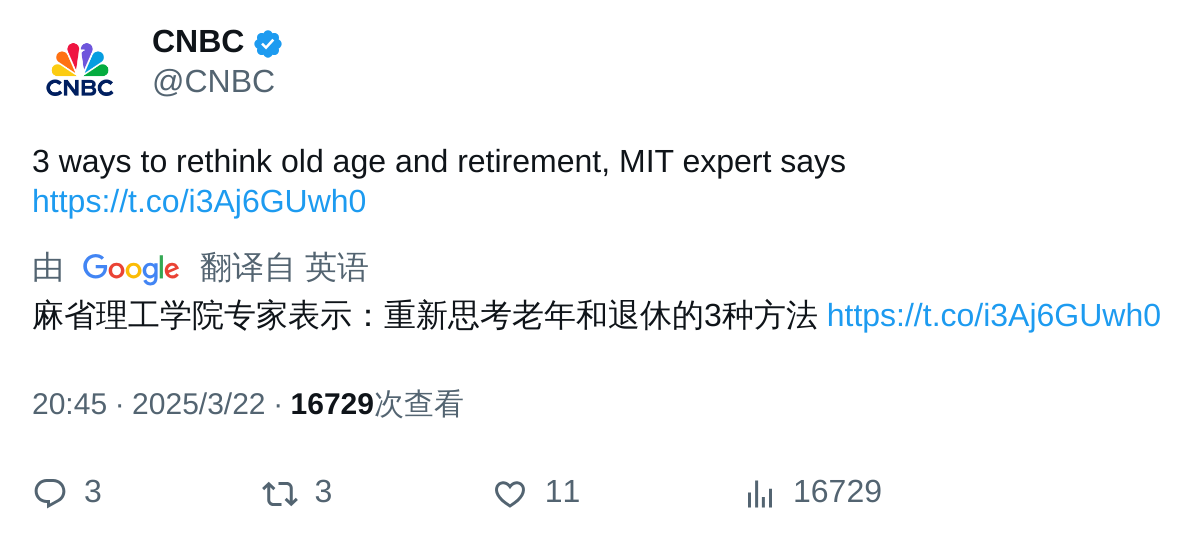 CNBC
CNBC
@CNBC
3 ways to rethink old age and retirement, MIT expert says
https://t.co/i3Aj6GUwh0
由 Google 翻译自 英语
麻省理工学院专家表示：重新思考老年和退休的3种方法 https://t.co/i3Aj6GUwh0
20:45 · 2025/3/22 · 16729次查看
3 3 11 16729